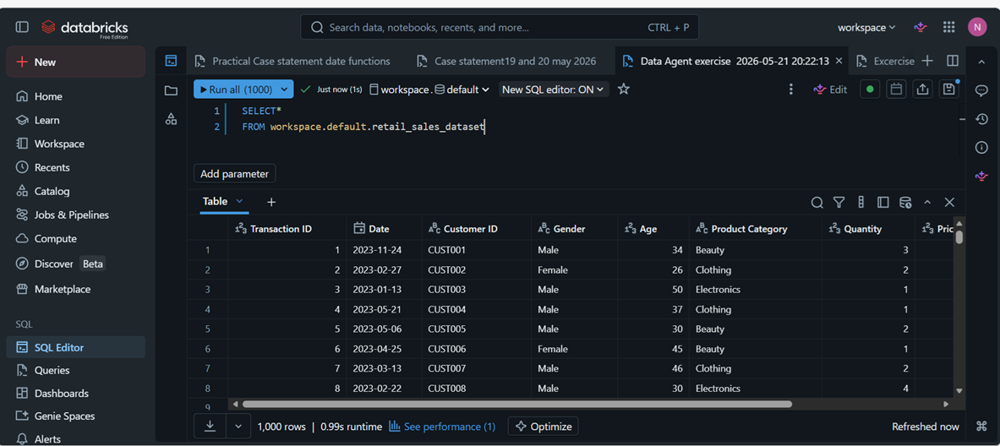 databricks
Free Edition
Search data, notebooks, recents, and more...
CTRL + P
workspace
N
New
Home
Learn
Workspace
Recents
Catalog
Jobs & Pipelines
Compute
Discover Beta
Marketplace
SQL
SQL Editor
Queries
Dashboards
Genie Spaces
Alerts
Practical Case statement date functions
Case statement19 and 20 may 2026
Data Agent exercise 2026-05-21 20:22:13
Excercise
Run all (1000)
Just now (1s)
workspace.
default
New SQL editor: ON
Edit
1 SELECT*
2 FROM workspace.default.retail_sales_dataset
Add parameter
Table
Transaction ID Date Customer ID Gender Age Product Category Quantity Pric
1 1 2023-11-24 CUST001 Male 34 Beauty 3
2 2 2023-02-27 CUST002 Female 26 Clothing 2
3 3 2023-01-13 CUST003 Male 50 Electronics 1
4 4 2023-05-21 CUST004 Male 37 Clothing 1
5 5 2023-05-06 CUST005 Male 30 Beauty 2
6 6 2023-04-25 CUST006 Female 45 Beauty 1
7 7 2023-03-13 CUST007 Male 46 Clothing 2
8 8 2023-02-22 CUST008 Male 30 Electronics 4
9
1,000 rows | 0.99s runtime
See performance (1)
Optimize
Refreshed now